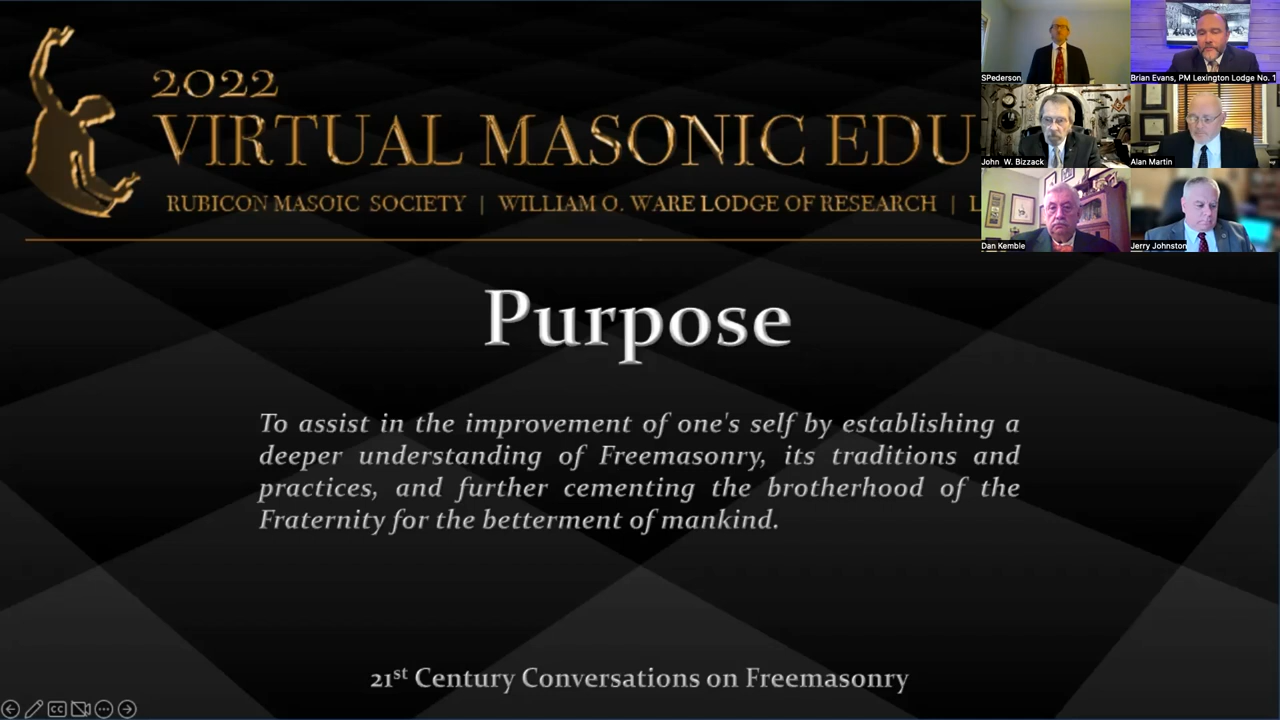 2022
VIRTUAL MASONIC EDU
RUBICON MASOIC SOCIETY | WILLIAM O. WARE LODGE OF RESEARCH | L
SPederson
Brian Evans, PM Lexington Lodge No. 1
John W. Bizzack
Alan Martin
Dan Kemble
Jerry Johnston
Purpose
To assist in the improvement of one's self by establishing a
deeper understanding of Freemasonry, its traditions and
practices, and further cementing the brotherhood of the
Fraternity for the betterment of mankind.
21st Century Conversations on Freemasonry
CC